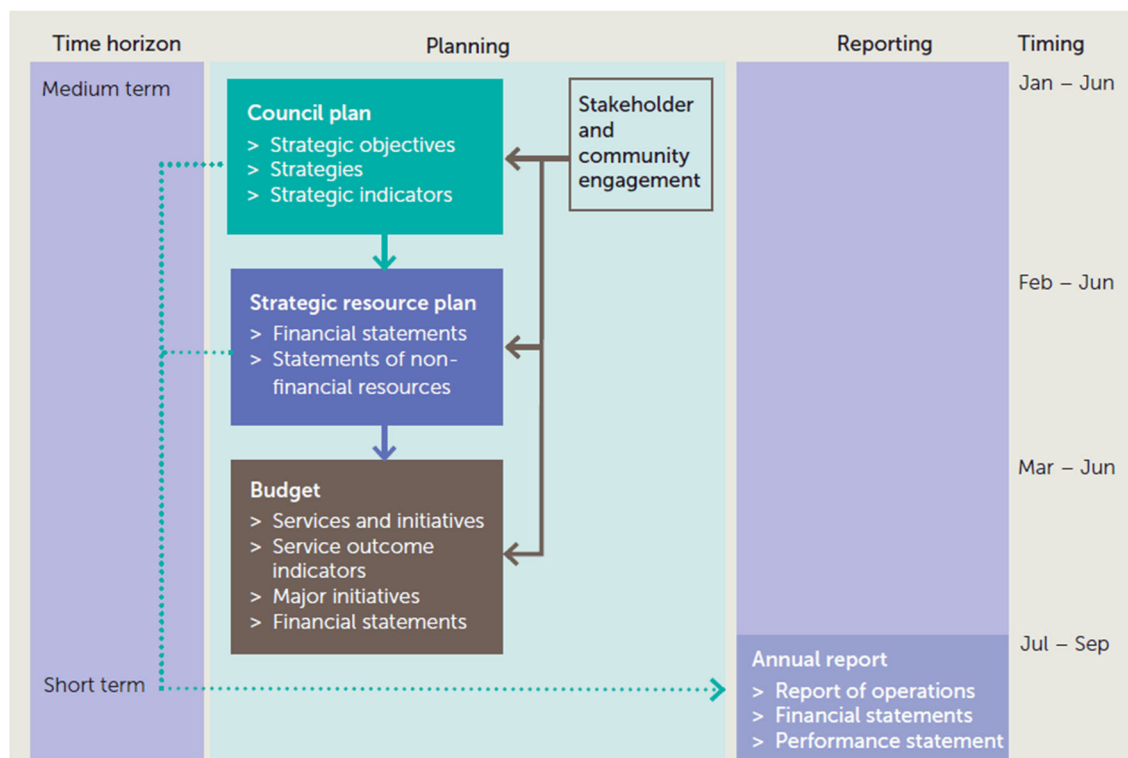 Time horizon
Planning
Reporting
Timing
Medium term
Council plan
> Strategic objectives
> Strategies
> Strategic indicators
Stakeholder
and
community
engagement
Jan – Jun
Strategic resource plan
> Financial statements
> Statements of non-
financial resources
Feb – Jun
Budget
> Services and initiatives
> Service outcome
indicators
> Major initiatives
> Financial statements
Mar – Jun
Short term
Annual report
> Report of operations
> Financial statements
> Performance statement
Jul – Sep